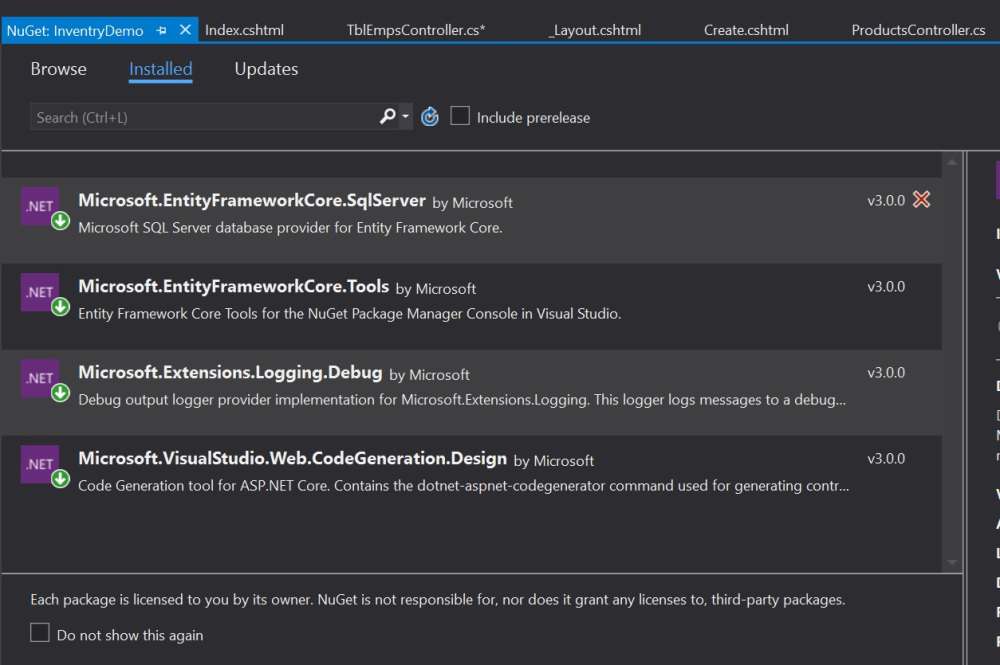 NuGet: InventryDemo
Index.cshtml
TblEmpsController.cs*
_Layout.cshtml
Create.cshtml
ProductsController.cs
Browse
Installed
Updates
Search (Ctrl+L)
Include prerelease
.NET
Microsoft.EntityFrameworkCore.SqlServer by Microsoft
v3.0.0
Microsoft SQL Server database provider for Entity Framework Core.
.NET
Microsoft.EntityFrameworkCore.Tools by Microsoft
v3.0.0
Entity Framework Core Tools for the NuGet Package Manager Console in Visual Studio.
.NET
Microsoft.Extensions.Logging.Debug by Microsoft
v3.0.0
Debug output logger provider implementation for Microsoft.Extensions.Logging. This logger logs messages to a debug...
.NET
Microsoft.VisualStudio.Web.CodeGeneration.Design by Microsoft
v3.0.0
Code Generation tool for ASP.NET Core. Contains the dotnet-aspnet-codegenerator command used for generating contr...
Each package is licensed to you by its owner. NuGet is not responsible for, nor does it grant any licenses to, third-party packages.
Do not show this again